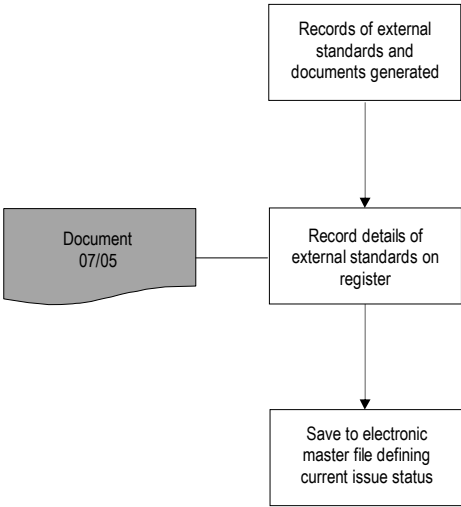 Records of external
standards and
documents generated
Document
07/05
Record details of
external standards on
register
Save to electronic
master file defining
current issue status